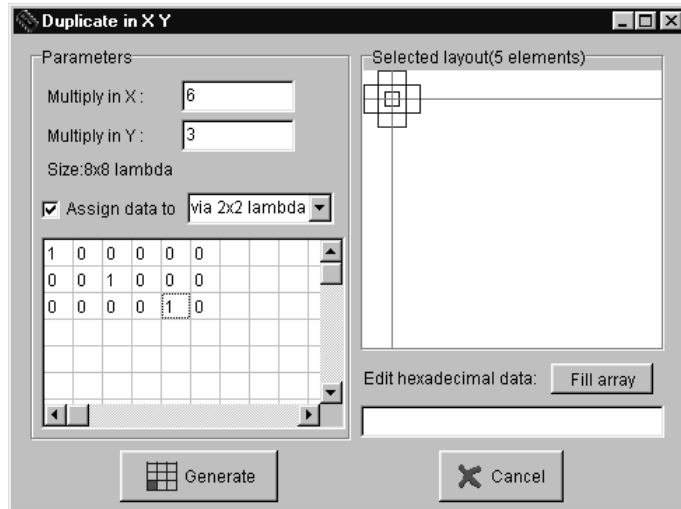 Duplicate in X Y
Parameters
Multiply in X : 6
Multiply in Y : 3
Size:8x8 lambda
Assign data to via 2x2 lambda
1 0 0 0 0 0
0 0 1 0 0 0
0 0 0 0 1 0
Generate
Selected layout(5 elements)
Edit hexadecimal data: Fill array
Cancel